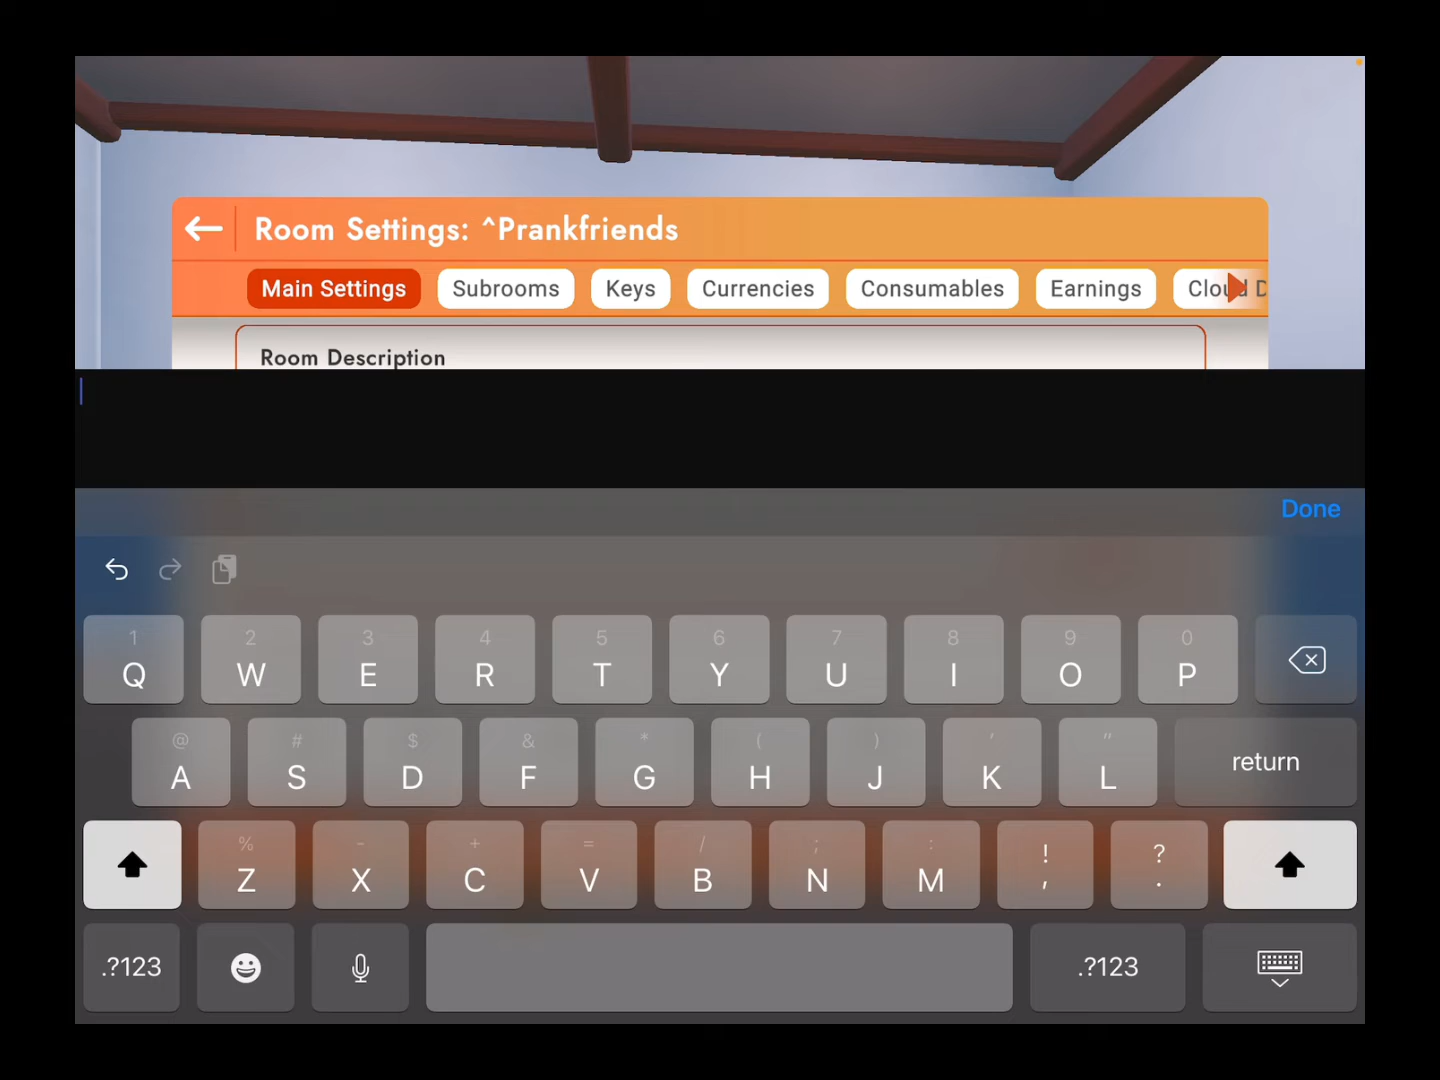 Room Settings: ^Prankfriends
Main Settings Subrooms Keys Currencies Consumables Earnings Cloud D
Room Description
Done
1 2 3 4 5 6 7 8 9 0
Q W E R T Y U I O P
@ # $ & * ( ) ' "
A S D F G H J K L return
% - + = / ; : ! ?
Z X C V B N M , .
.?123 .?123